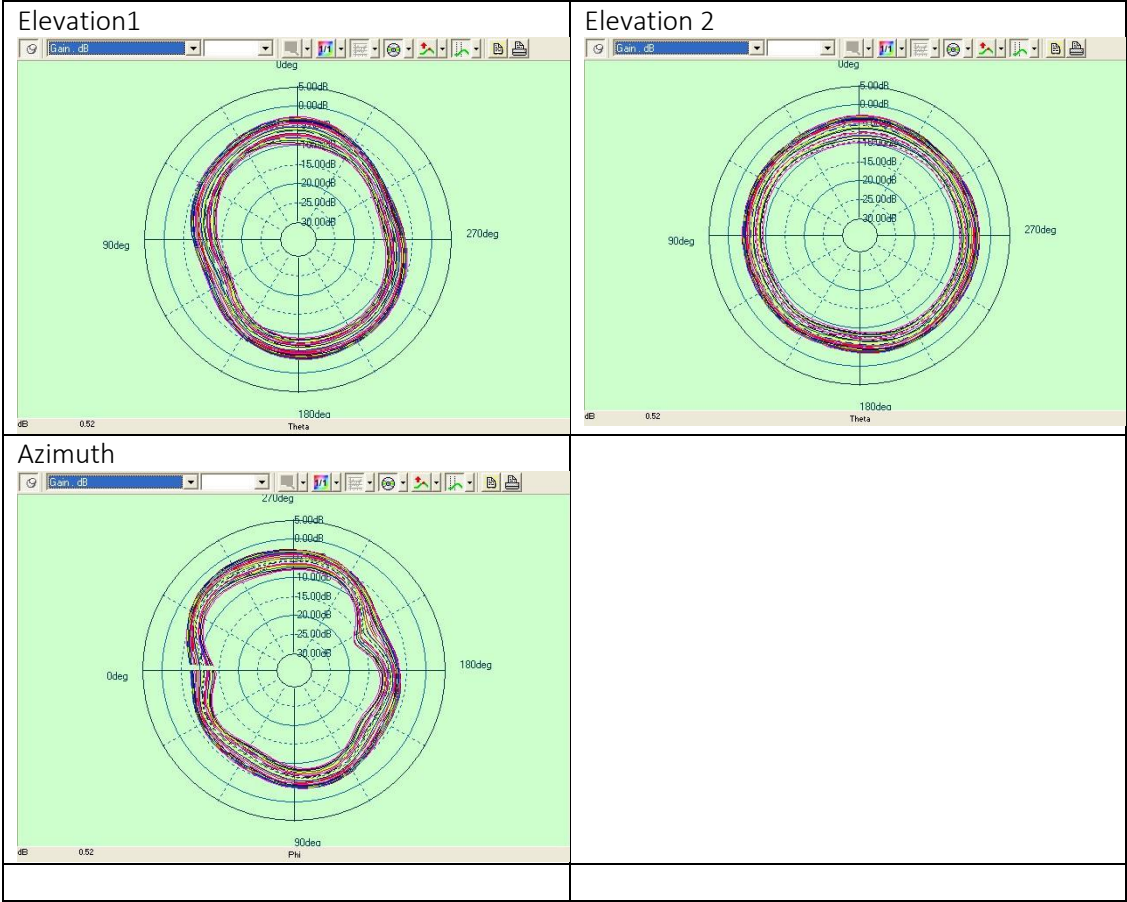 Elevation1
Gain . dB
0deg
5.00dB
0.00dB
-10.00dB
-15.00dB
-20.00dB
-25.00dB
-30.00dB
90deg
270deg
180deg
dB 0.52 Theta
Elevation 2
Gain . dB
0deg
5.00dB
0.00dB
-15.00dB
-20.00dB
-25.00dB
-30.00dB
90deg
270deg
180deg
dB 0.52 Theta
Azimuth
Gain . dB
270deg
5.00dB
0.00dB
-10.00dB
-15.00dB
-20.00dB
-25.00dB
-30.00dB
0deg
180deg
90deg
dB 0.52 Phi